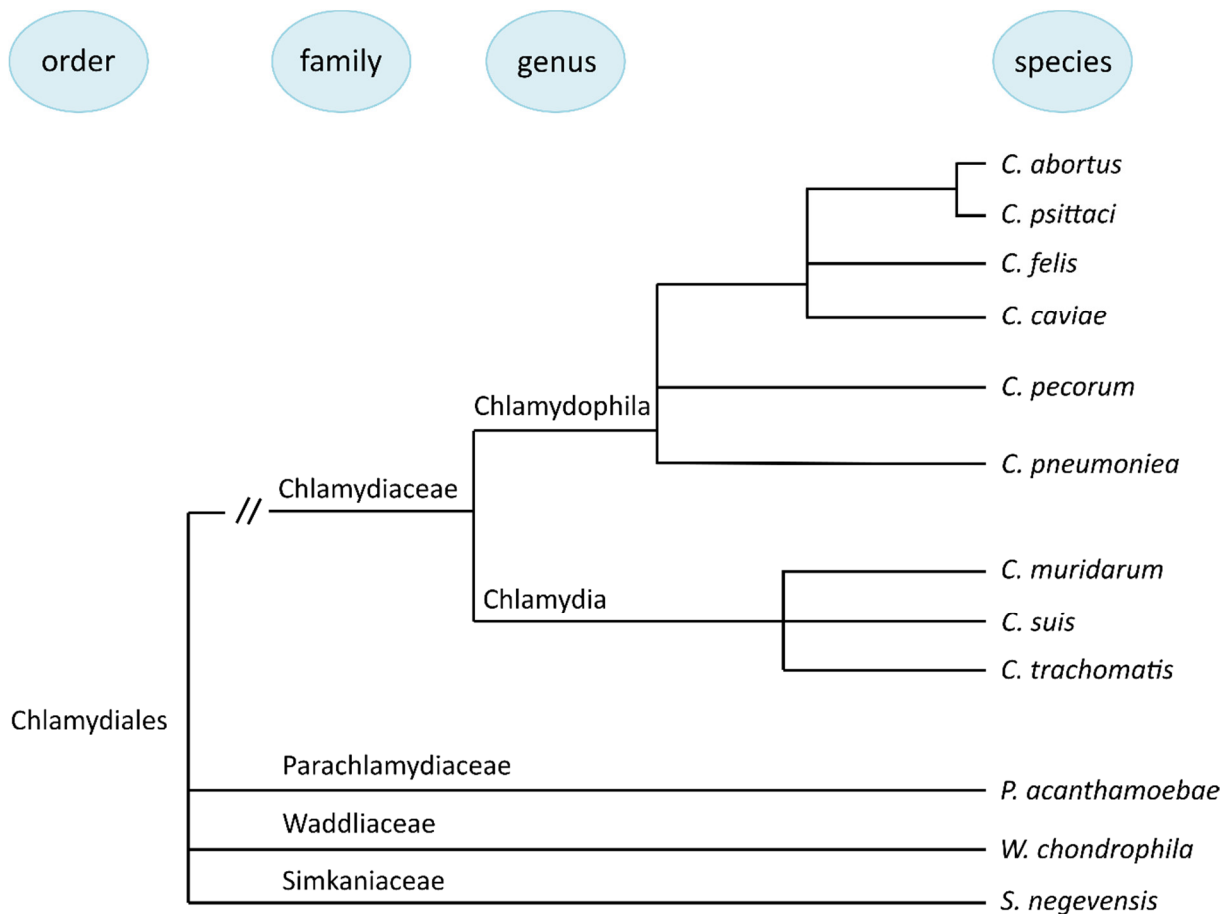 order
family
genus
species
C. abortus
C. psittaci
C. felis
C. caviae
C. pecorum
Chlamydophila
C. pneumoniea
Chlamydiaceae
C. muridarum
Chlamydia
C. suis
C. trachomatis
Chlamydiales
Parachlamydiaceae
P. acanthamoebae
Waddliaceae
W. chondrophila
Simkaniaceae
S. negevensis